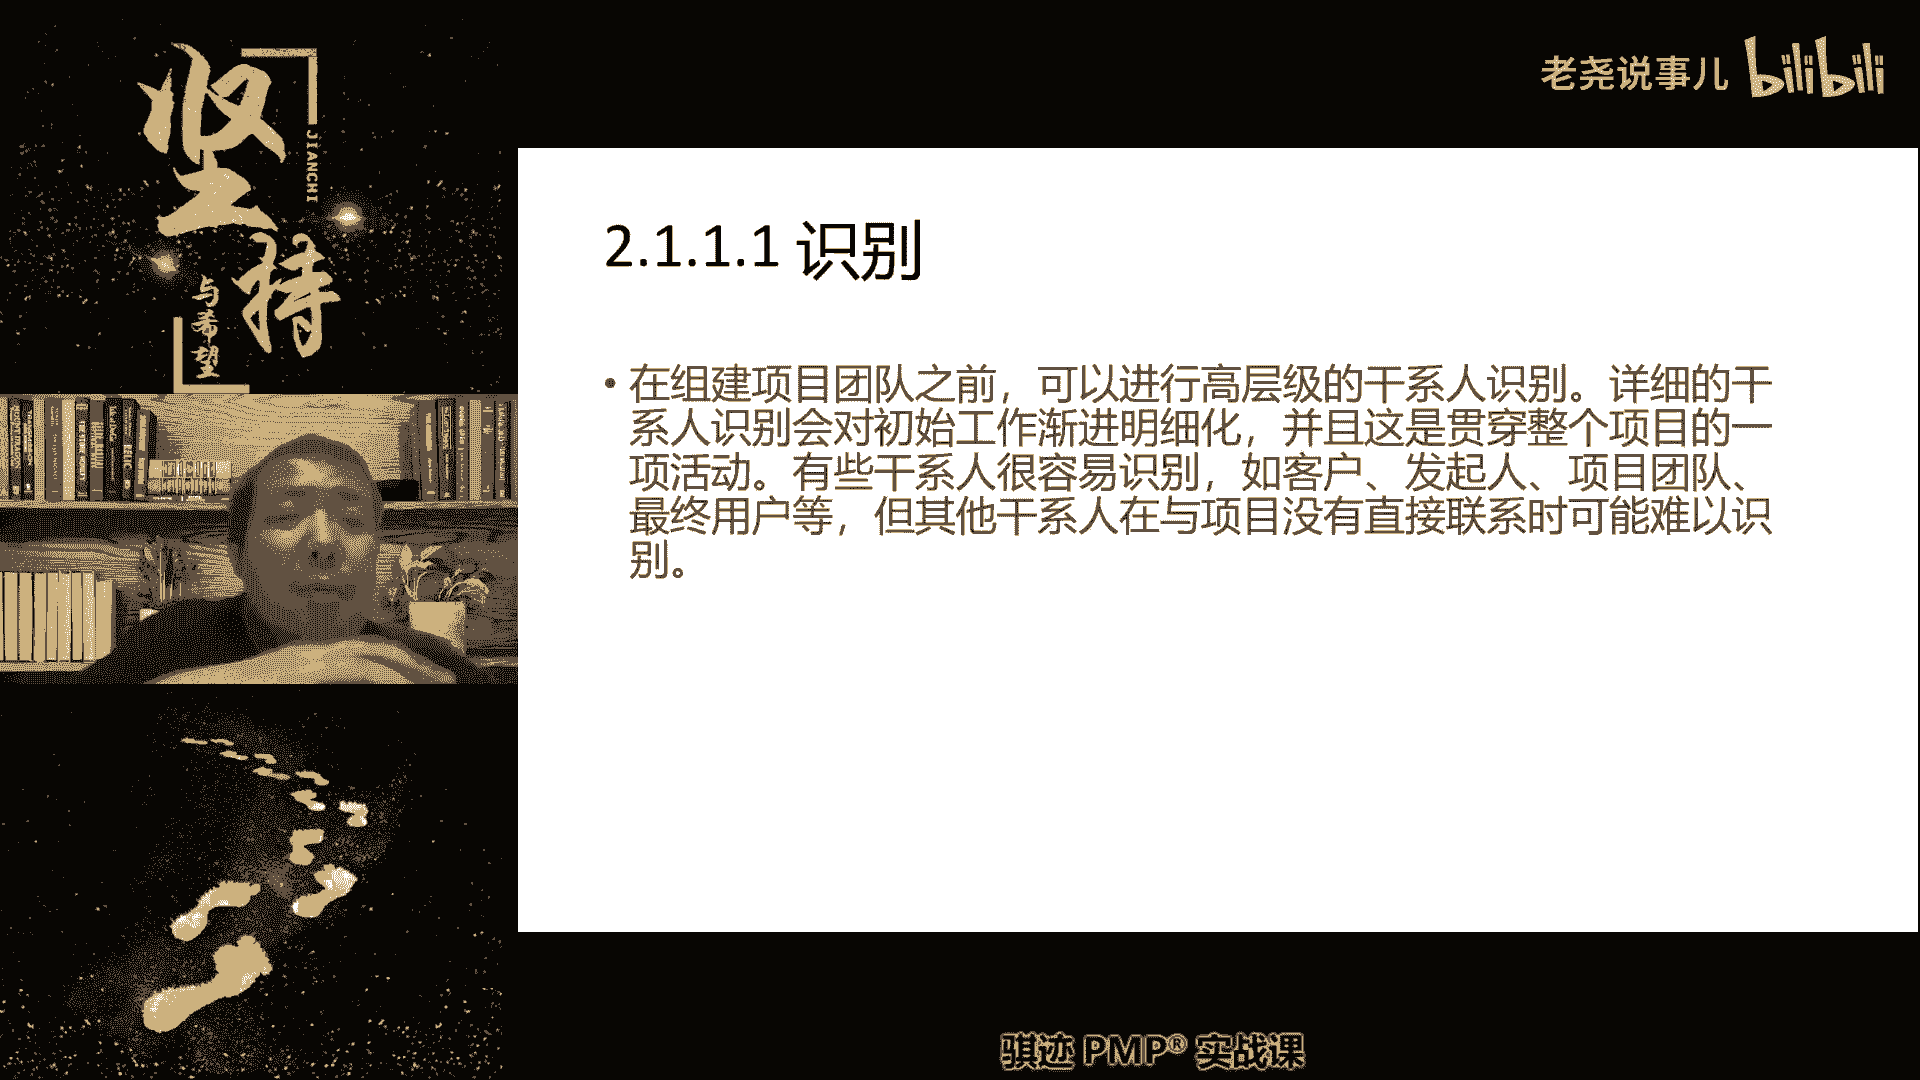 坚持
JIANCHI
与希望
老尧说事儿 bilibili
2.1.1.1 识别
• 在组建项目团队之前，可以进行高层级的干系人识别。详细的干
系人识别会对初始工作渐进明细化，并且这是贯穿整个项目的一
项活动。有些干系人很容易识别，如客户、发起人、项目团队、
最终用户等，但其他干系人在与项目没有直接联系时可能难以识
别。
骐迹 PMP® 实战课